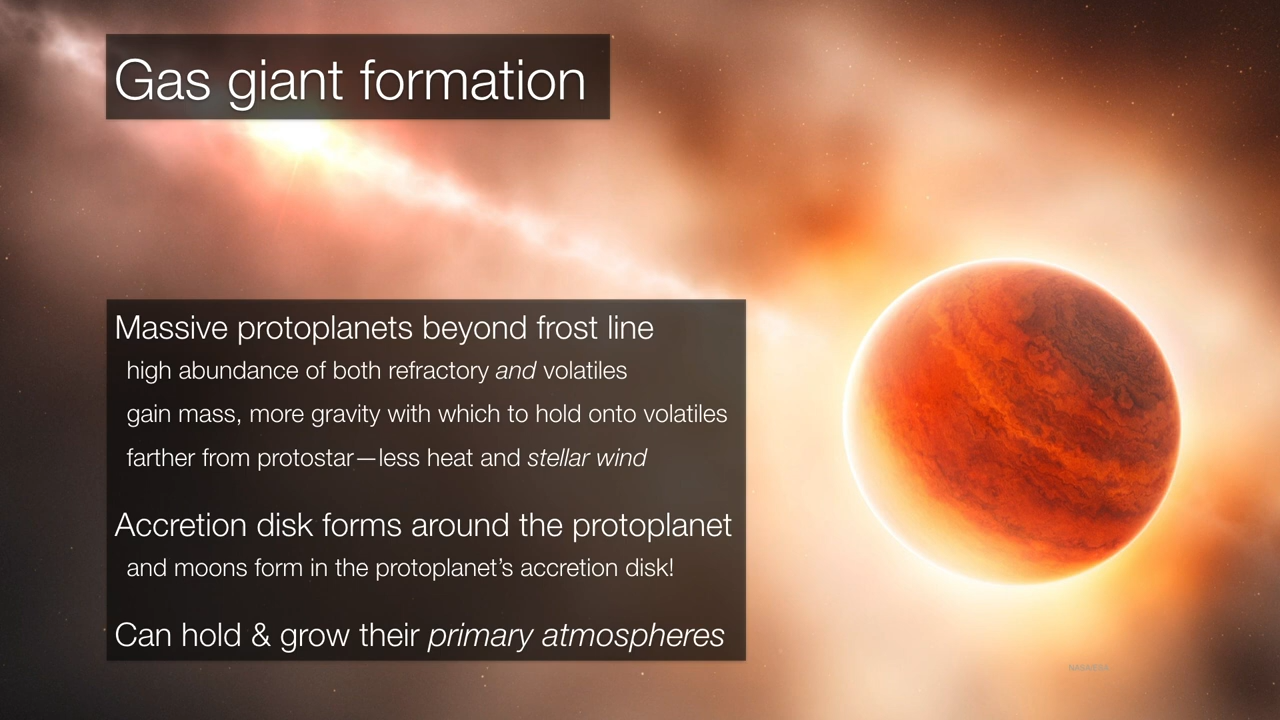 Gas giant formation
Massive protoplanets beyond frost line
high abundance of both refractory and volatiles
gain mass, more gravity with which to hold onto volatiles
farther from protostar—less heat and stellar wind
Accretion disk forms around the protoplanet
and moons form in the protoplanet’s accretion disk!
Can hold & grow their primary atmospheres